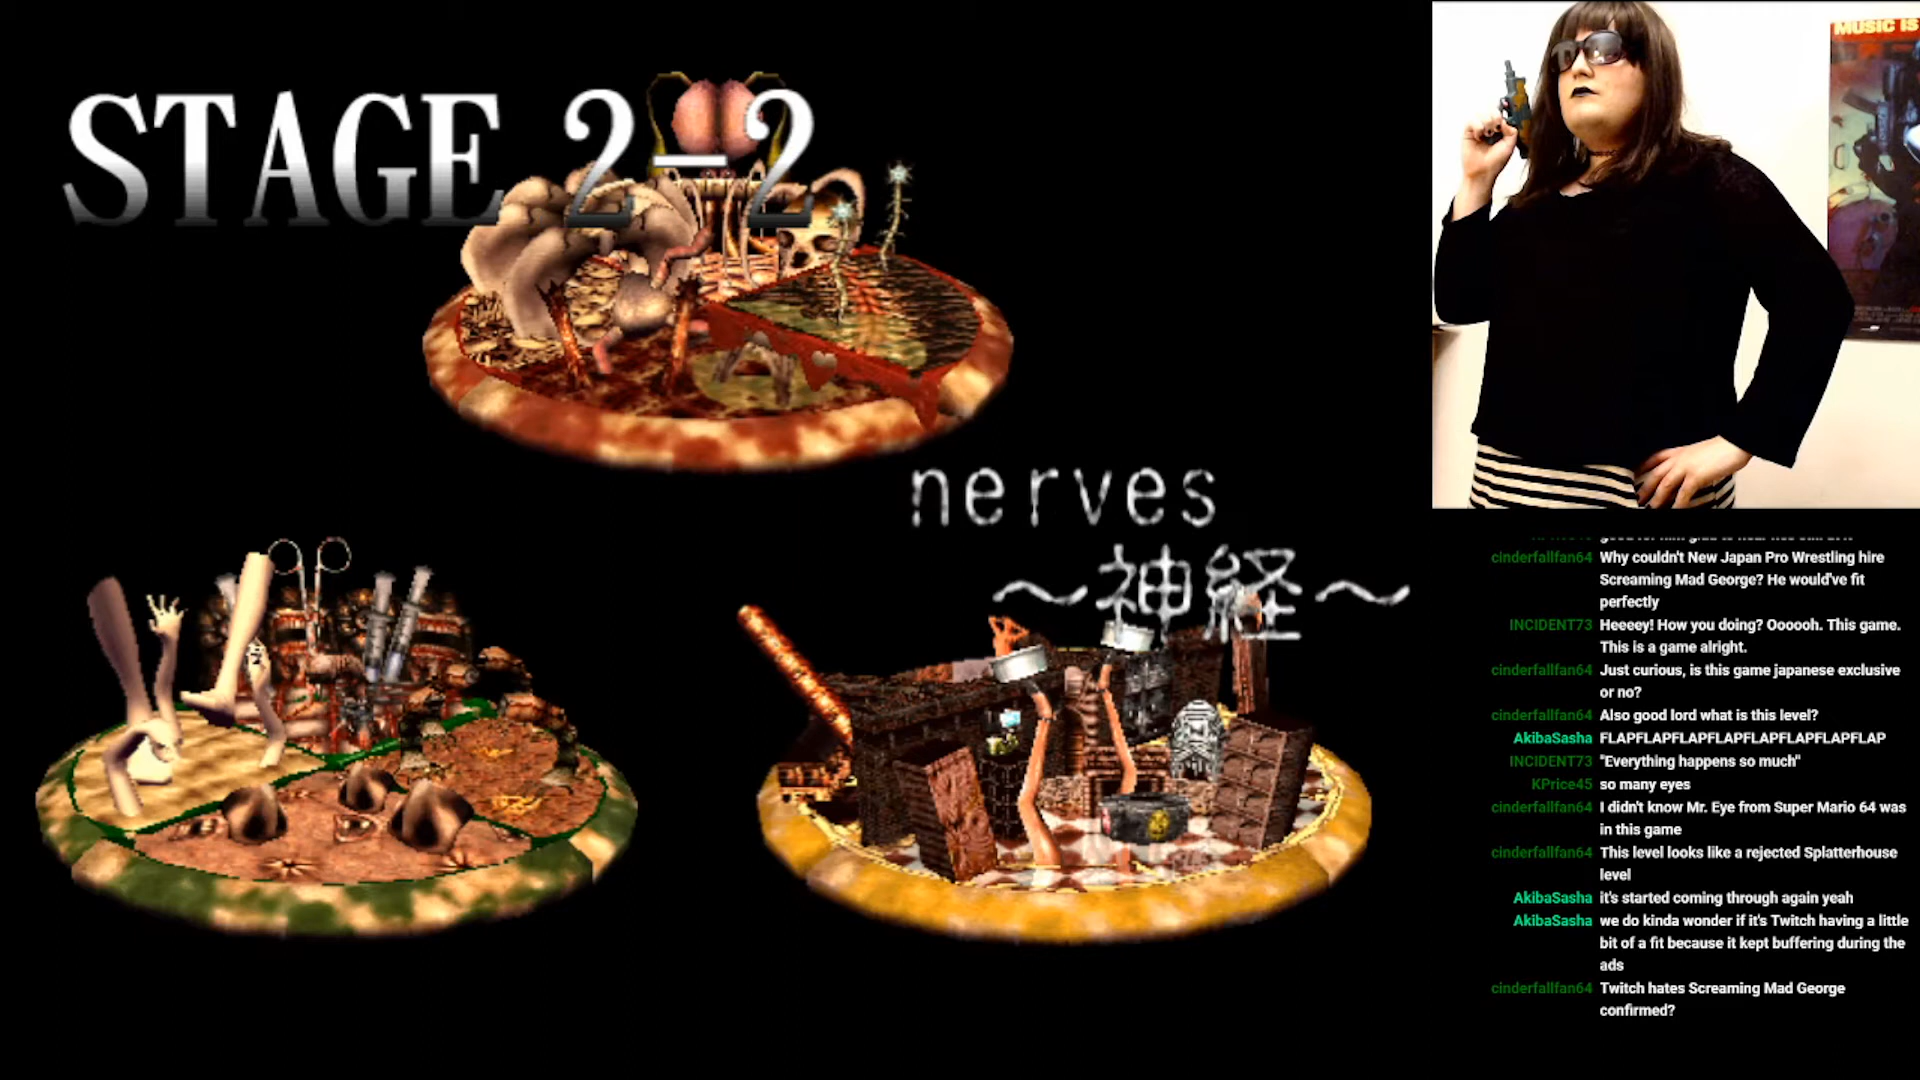 STAGE 2-2
nerves
～神経～
MUSIC IS
cinderfallfan64 Why couldn't New Japan Pro Wrestling hire
Screaming Mad George? He would've fit
perfectly
INCIDENT73 Heeeey! How you doing? Oooooh. This game.
This is a game alright.
cinderfallfan64 Just curious, is this game japanese exclusive
or no?
cinderfallfan64 Also good lord what is this level?
AkibaSasha FLAPFLAPFLAPFLAPFLAPFLAPFLAPFLAP
INCIDENT73 "Everything happens so much"
KPrice45 so many eyes
cinderfallfan64 I didn't know Mr. Eye from Super Mario 64 was
in this game
cinderfallfan64 This level looks like a rejected Splatterhouse
level
AkibaSasha it's started coming through again yeah
AkibaSasha we do kinda wonder if it's Twitch having a little
bit of a fit because it kept buffering during the
ads
cinderfallfan64 Twitch hates Screaming Mad George
confirmed?